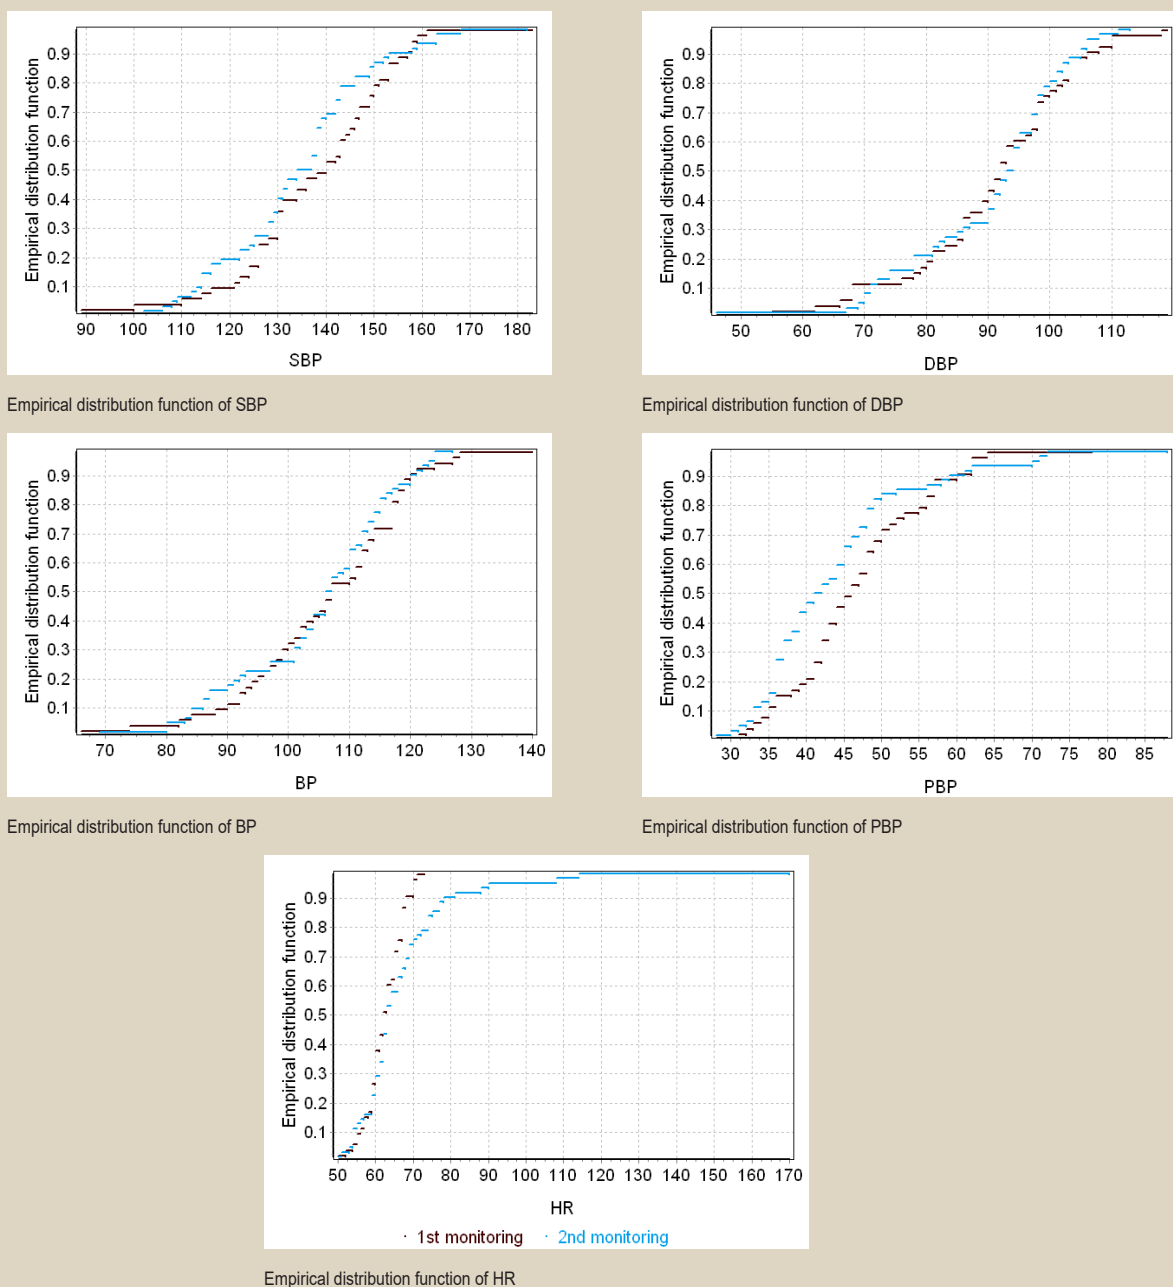 Empirical distribution function
0.9
0.8
0.7
0.6
0.5
0.4
0.3
0.2
0.1
90 100 110 120 130 140 150 160 170 180
SBP
Empirical distribution function of SBP
Empirical distribution function
0.9
0.8
0.7
0.6
0.5
0.4
0.3
0.2
0.1
50 60 70 80 90 100 110
DBP
Empirical distribution function of DBP
Empirical distribution function
0.9
0.8
0.7
0.6
0.5
0.4
0.3
0.2
0.1
70 80 90 100 110 120 130 140
BP
Empirical distribution function of BP
Empirical distribution function
0.9
0.8
0.7
0.6
0.5
0.4
0.3
0.2
0.1
30 35 40 45 50 55 60 65 70 75 80 85
PBP
Empirical distribution function of PBP
Empirical distribution function
0.9
0.8
0.7
0.6
0.5
0.4
0.3
0.2
0.1
50 60 70 80 90 100 110 120 130 140 150 160 170
HR
· 1st monitoring · 2nd monitoring
Empirical distribution function of HR